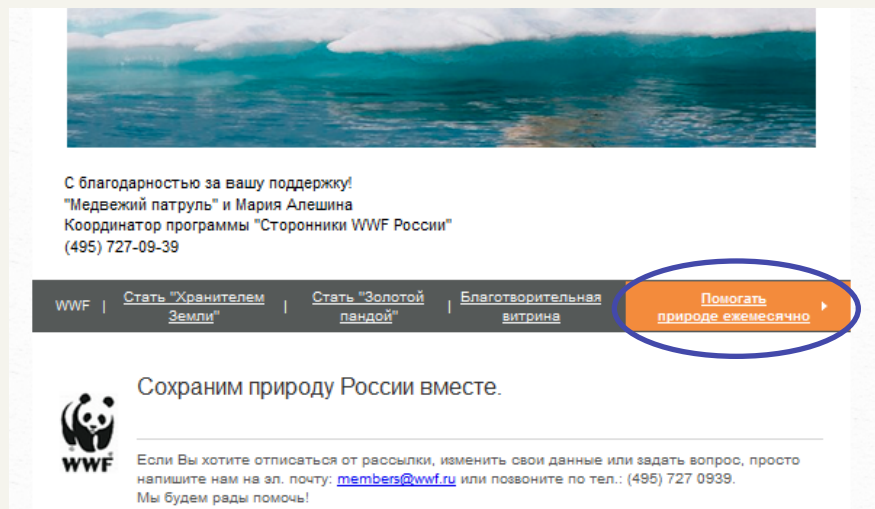 С благодарностью за вашу поддержку!
"Медвежий патруль" и Мария Алешина
Координатор программы "Сторонники WWF России"
(495) 727-09-39
WWF | Стать "Хранителем Земли" | Стать "Золотой пандой" | Благотворительная витрина Помогать природе ежемесячно
Сохраним природу России вместе.
WWF
Если Вы хотите отписаться от рассылки, изменить свои данные или задать вопрос, просто
напишите нам на эл. почту: members@wwf.ru или позвоните по тел.: (495) 727 0939.
Мы будем рады помочь!